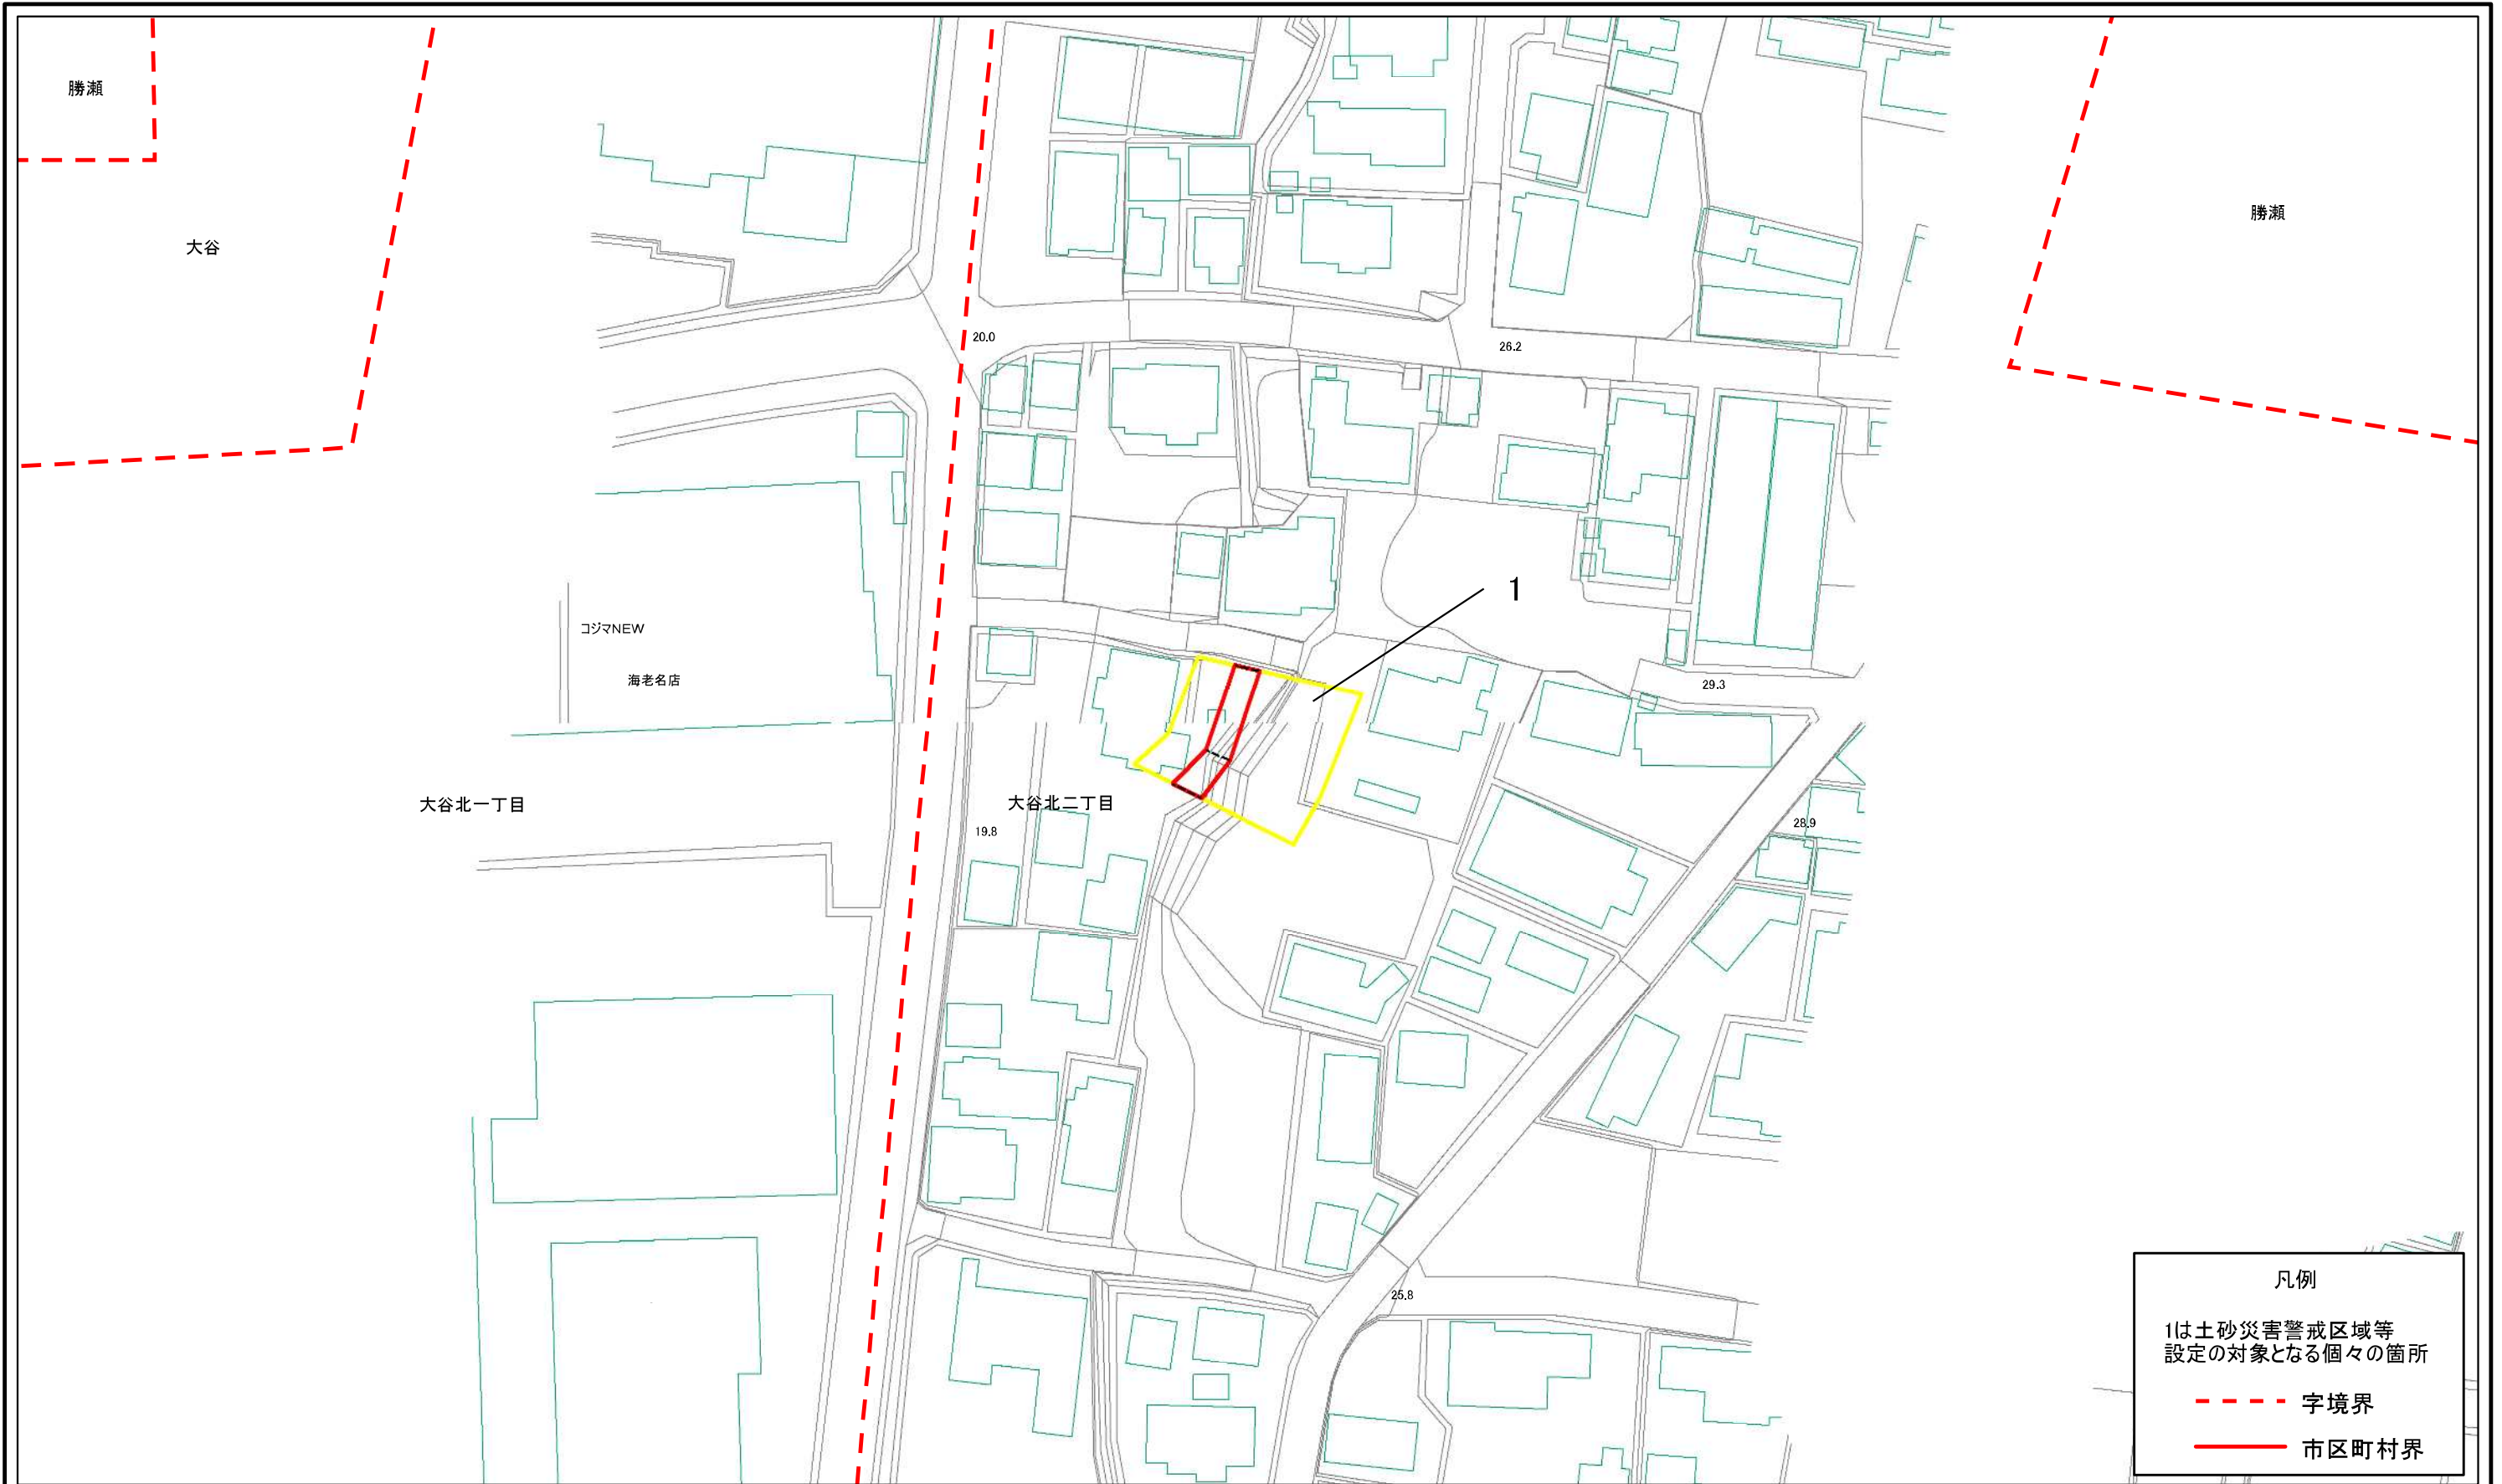 勝瀬
大谷
勝瀬
20.0
26.2
1
コジマNEW
海老名店
29.3
大谷北一丁目
大谷北二丁目
19.8
28.9
25.8
凡例
1は土砂災害警戒区域等
設定の対象となる個々の箇所
字境界
市区町村界